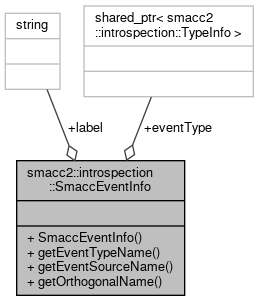 string
shared_ptr< smacc2
::introspection::TypeInfo >
+label
+eventType
smacc2::introspection
::SmaccEventInfo
+ SmaccEventInfo()
+ getEventTypeName()
+ getEventSourceName()
+ getOrthogonalName()